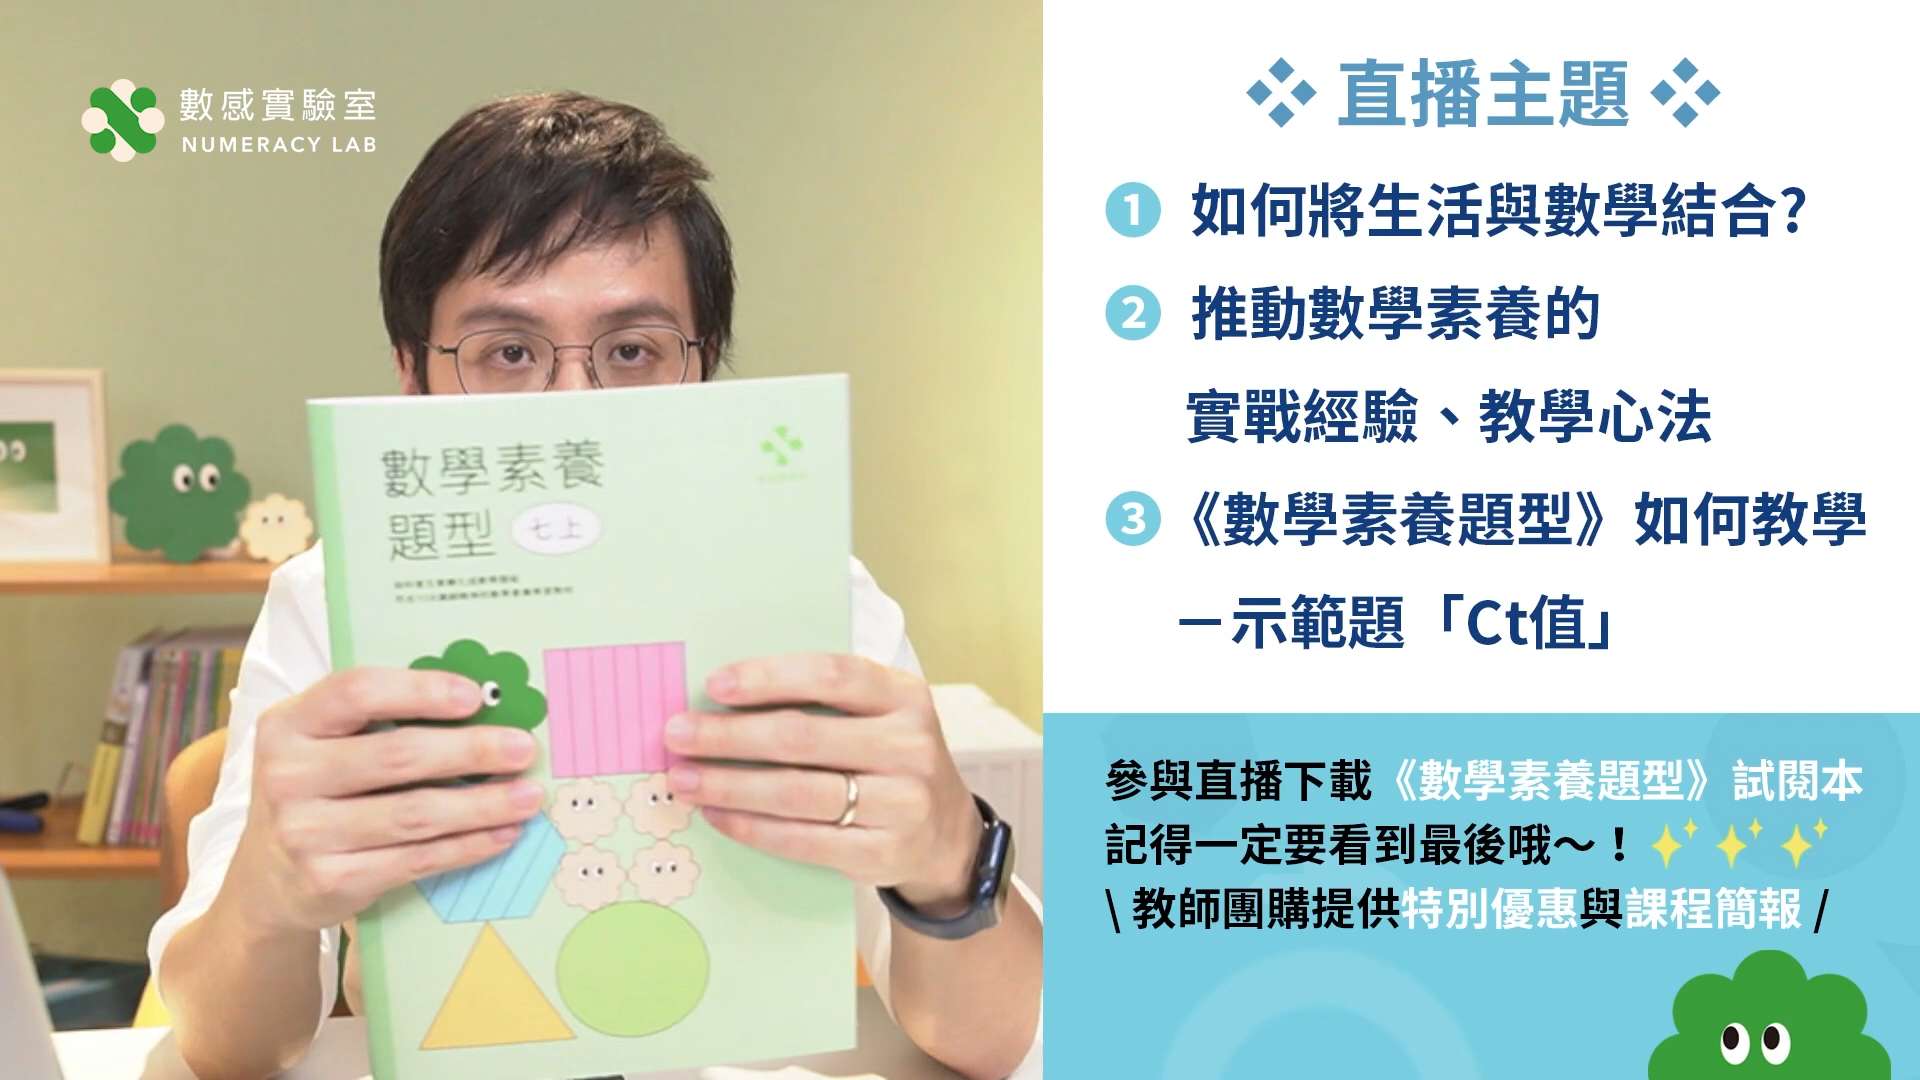 數感實驗室
NUMERACY LAB
數學素養
題型 七上
❖ 直播主題 ❖
1 如何將生活與數學結合?
2 推動數學素養的
實戰經驗、教學心法
3《數學素養題型》如何教學
－示範題「Ct值」
參與直播下載《數學素養題型》試閱本
記得一定要看到最後哦～！
\ 教師團購提供特別優惠與課程簡報 /